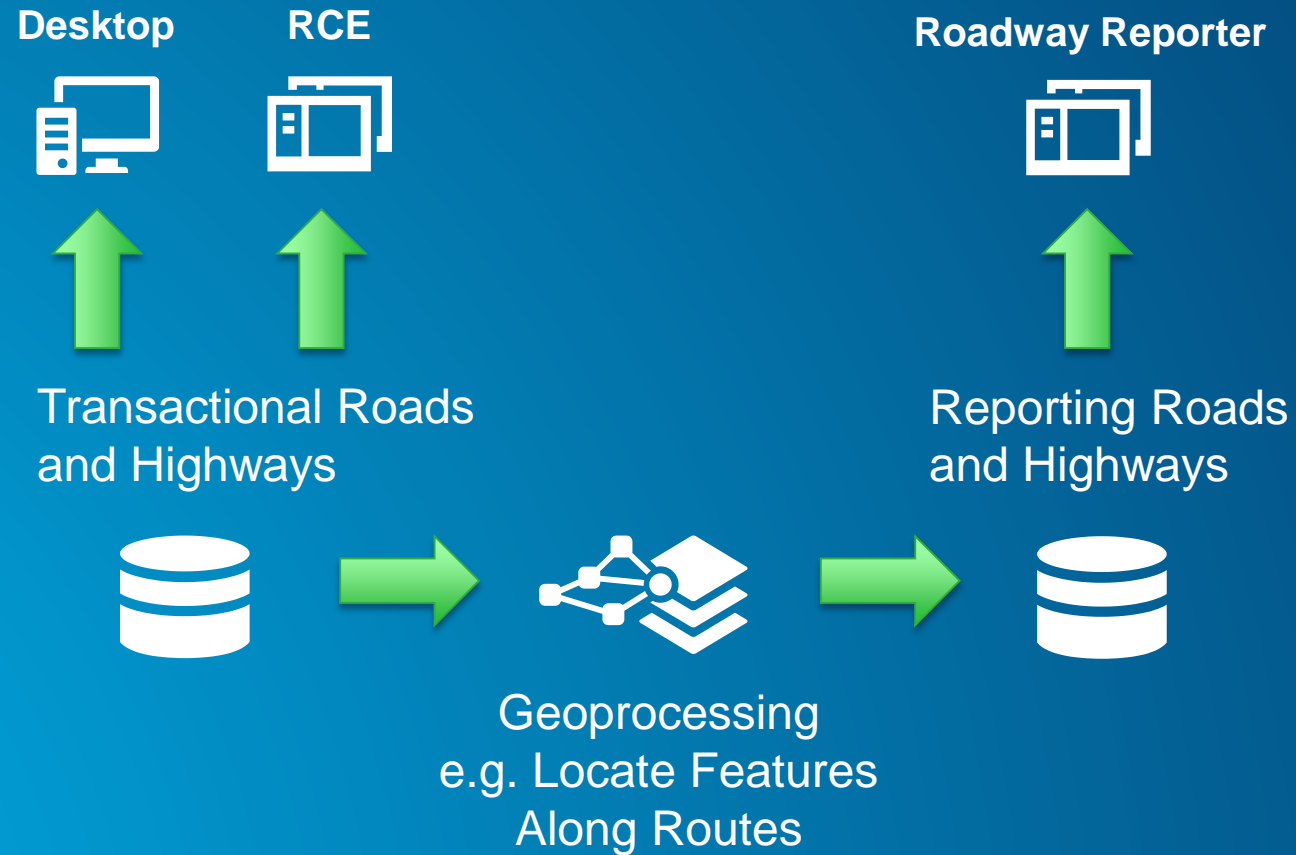 Desktop
RCE
Roadway Reporter
Transactional Roads
and Highways
Reporting Roads
and Highways
Geoprocessing
e.g. Locate Features
Along Routes